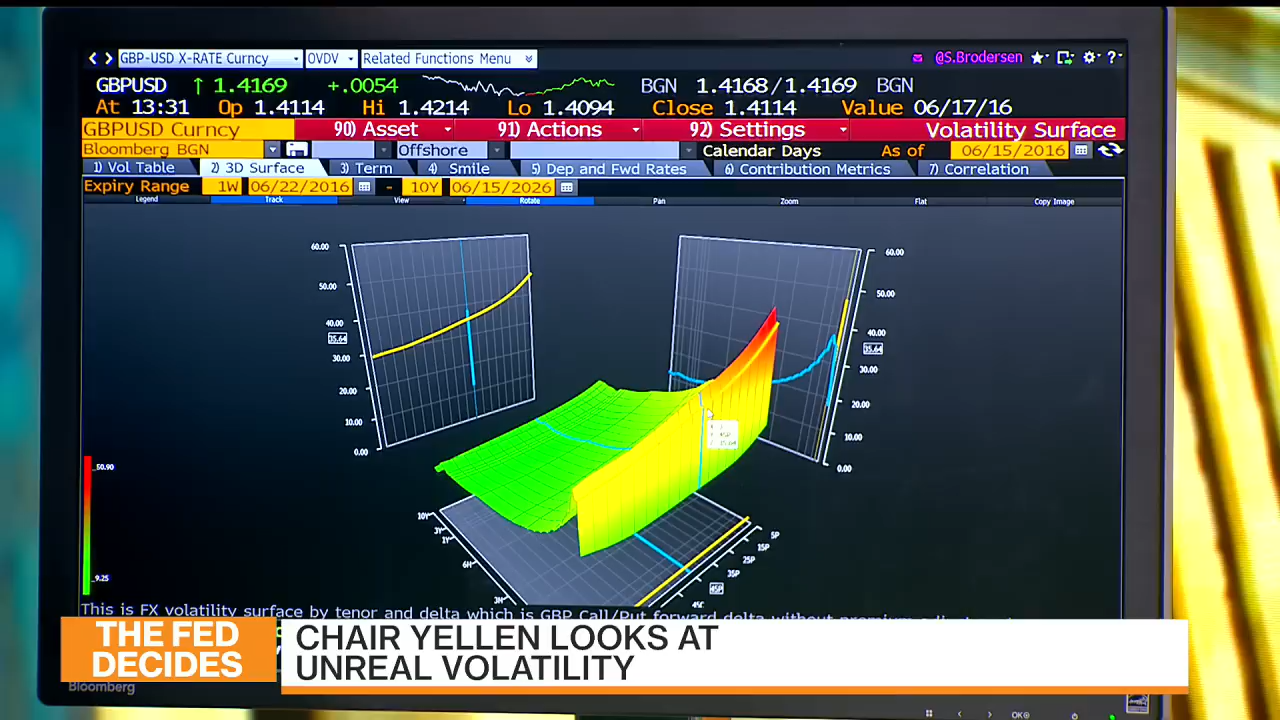 GBP-USD X-RATE Curncy OVDV Related Functions Menu @S.Brodersen
GBPUSD ↑ 1.4169 +.0054 BGN 1.4168/1.4169 BGN
At 13:31 Op 1.4114 Hi 1.4214 Lo 1.4094 Close 1.4114 Value 06/17/16
GBPUSD Curncy 90) Asset 91) Actions 92) Settings Volatility Surface
Bloomberg BGN Offshore Calendar Days As of 06/15/2016
1) Vol Table 2) 3D Surface 3) Term 4) Smile 5) Dep and Fwd Rates 6) Contribution Metrics 7) Correlation
Expiry Range 1W 06/22/2016 - 10Y 06/15/2026
Legend Track View Rotate Pan Zoom Flat Copy Image
60.00
50.00
40.00
35.64
30.00
20.00
10.00
0.00
60.00
50.00
40.00
35.64
30.00
20.00
10.00
0.00
50.90
9.25
10Y
3Y
1Y
6M
3M
5P
15P
25P
35P
45P
45C
This is FX volatility surface by tenor and delta which is GBP Call/Put forward delta without premium
THE FED
DECIDES
CHAIR YELLEN LOOKS AT
UNREAL VOLATILITY
Bloomberg
OK